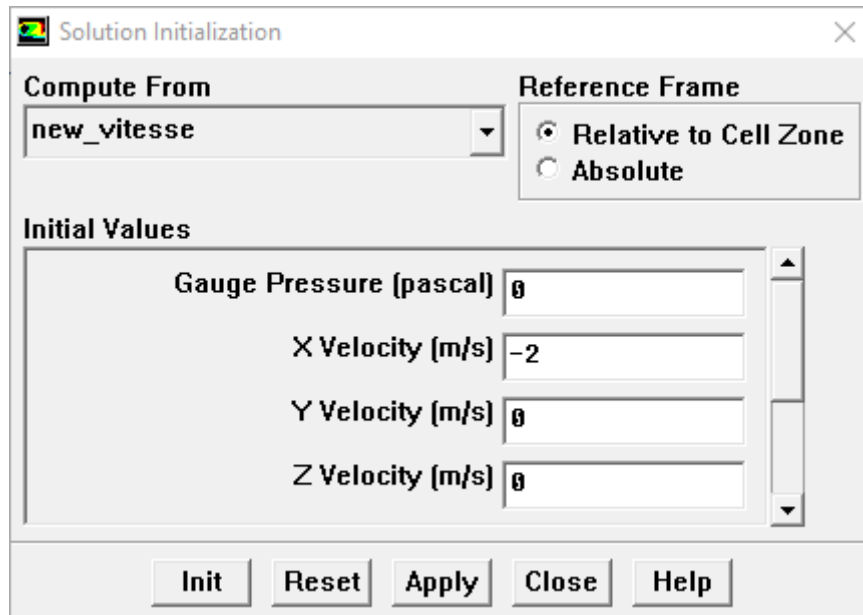 Solution Initialization
Compute From
Reference Frame
new_vitesse
Relative to Cell Zone
Absolute
Initial Values
Gauge Pressure (pascal) 0
X Velocity (m/s) -2
Y Velocity (m/s) 0
Z Velocity (m/s) 0
Init Reset Apply Close Help